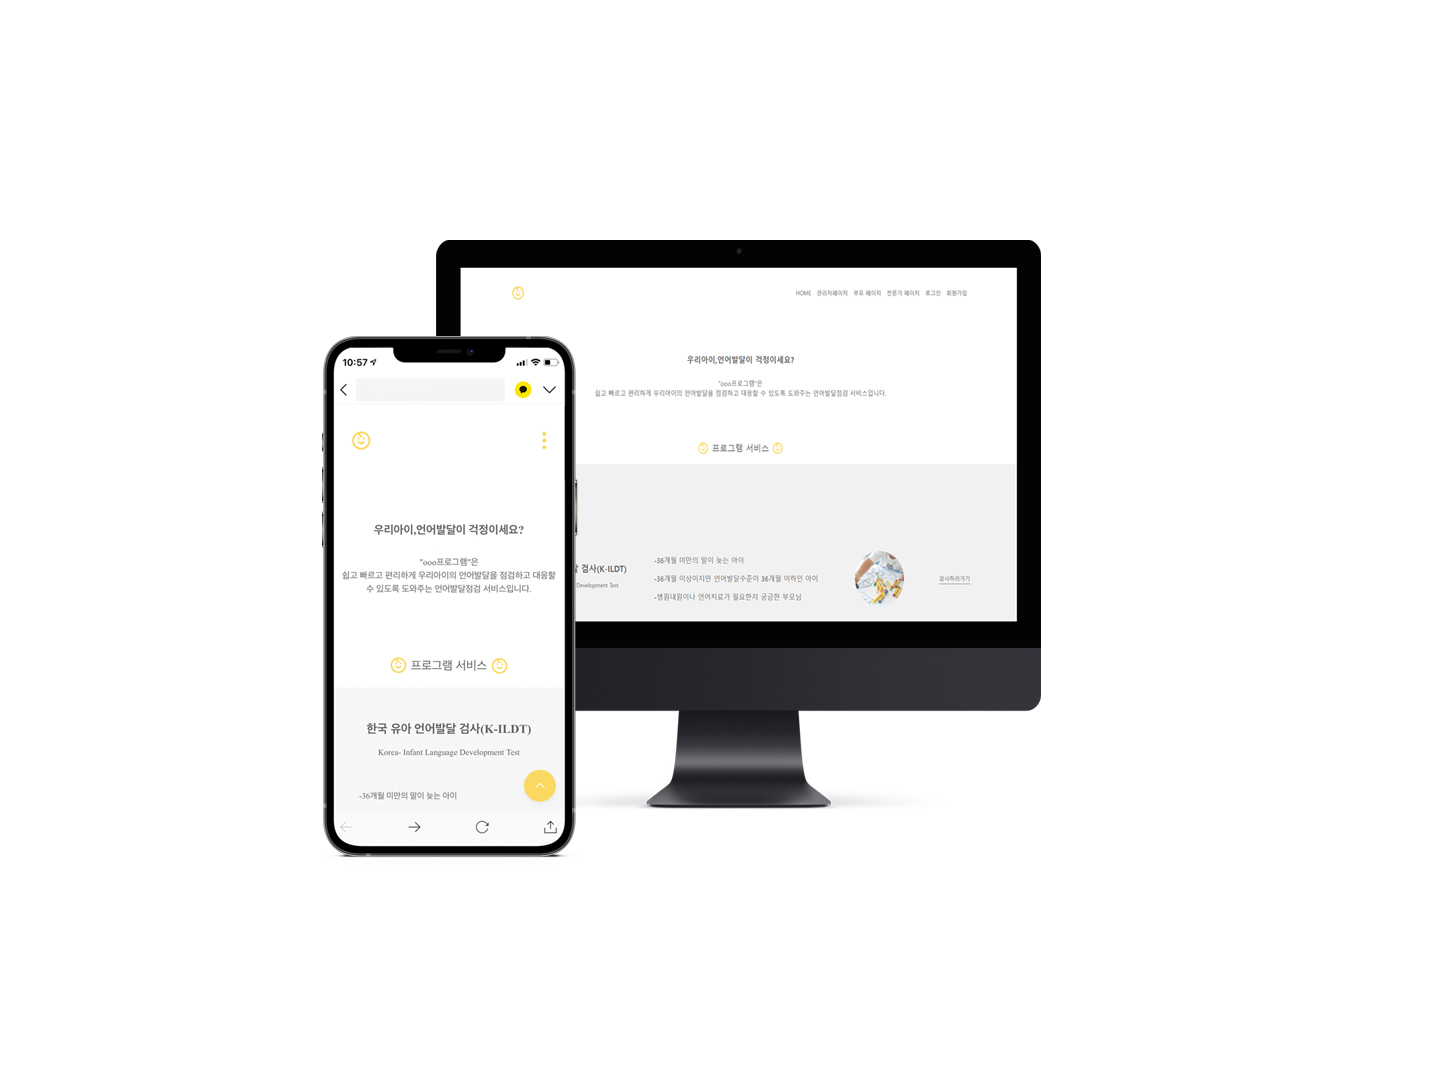 HOME 관리자페이지 부모 페이지 전문가 페이지 로그인 회원가입
우리아이,언어발달이 걱정이세요?
"ooo프로그램"은
쉽고 빠르고 편리하게 우리아이의 언어발달을 점검하고 대응할 수 있도록 도와주는 언어발달점검 서비스입니다.
프로그램 서비스
검사(K-ILDT)
Development Test
-36개월 미만의 말이 늦는 아이
-36개월 이상이지만 언어발달수준이 36개월 이하인 아이
-병원내원이나 언어치료가 필요한지 궁금한 부모님
검사하러가기
10:57
우리아이,언어발달이 걱정이세요?
"ooo프로그램"은
쉽고 빠르고 편리하게 우리아이의 언어발달을 점검하고 대응할
수 있도록 도와주는 언어발달점검 서비스입니다.
프로그램 서비스
한국 유아 언어발달 검사(K-ILDT)
Korea- Infant Language Development Test
-36개월 미만의 말이 늦는 아이